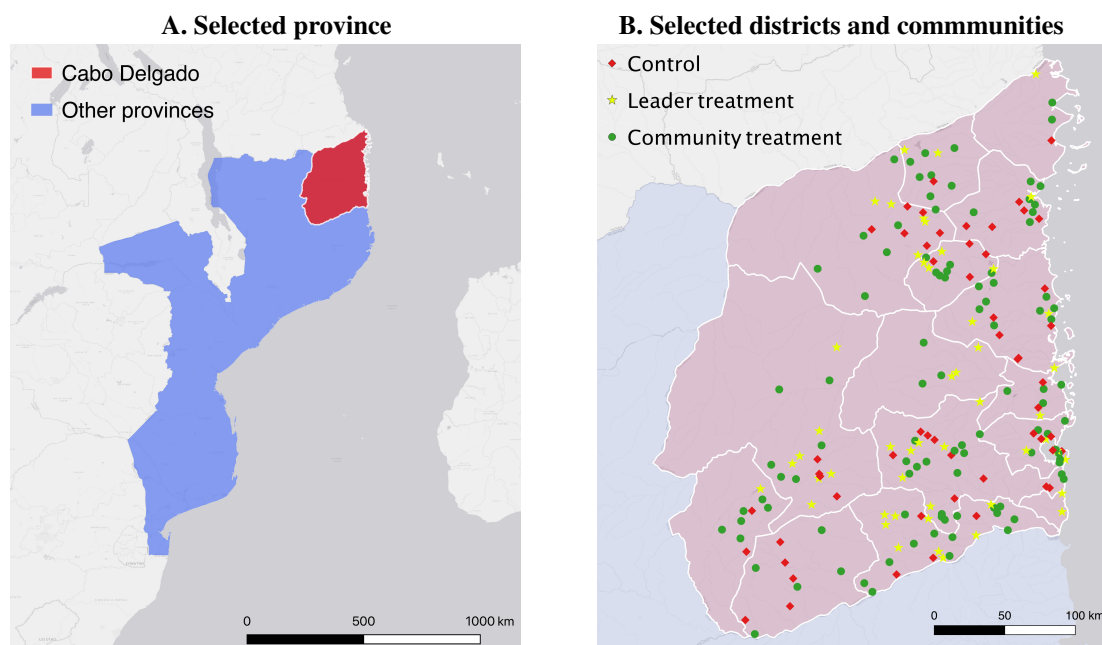 A. Selected province
Cabo Delgado
Other provinces
0 500 1000 km
B. Selected districts and commmunities
Control
Leader treatment
Community treatment
0 50 100 km